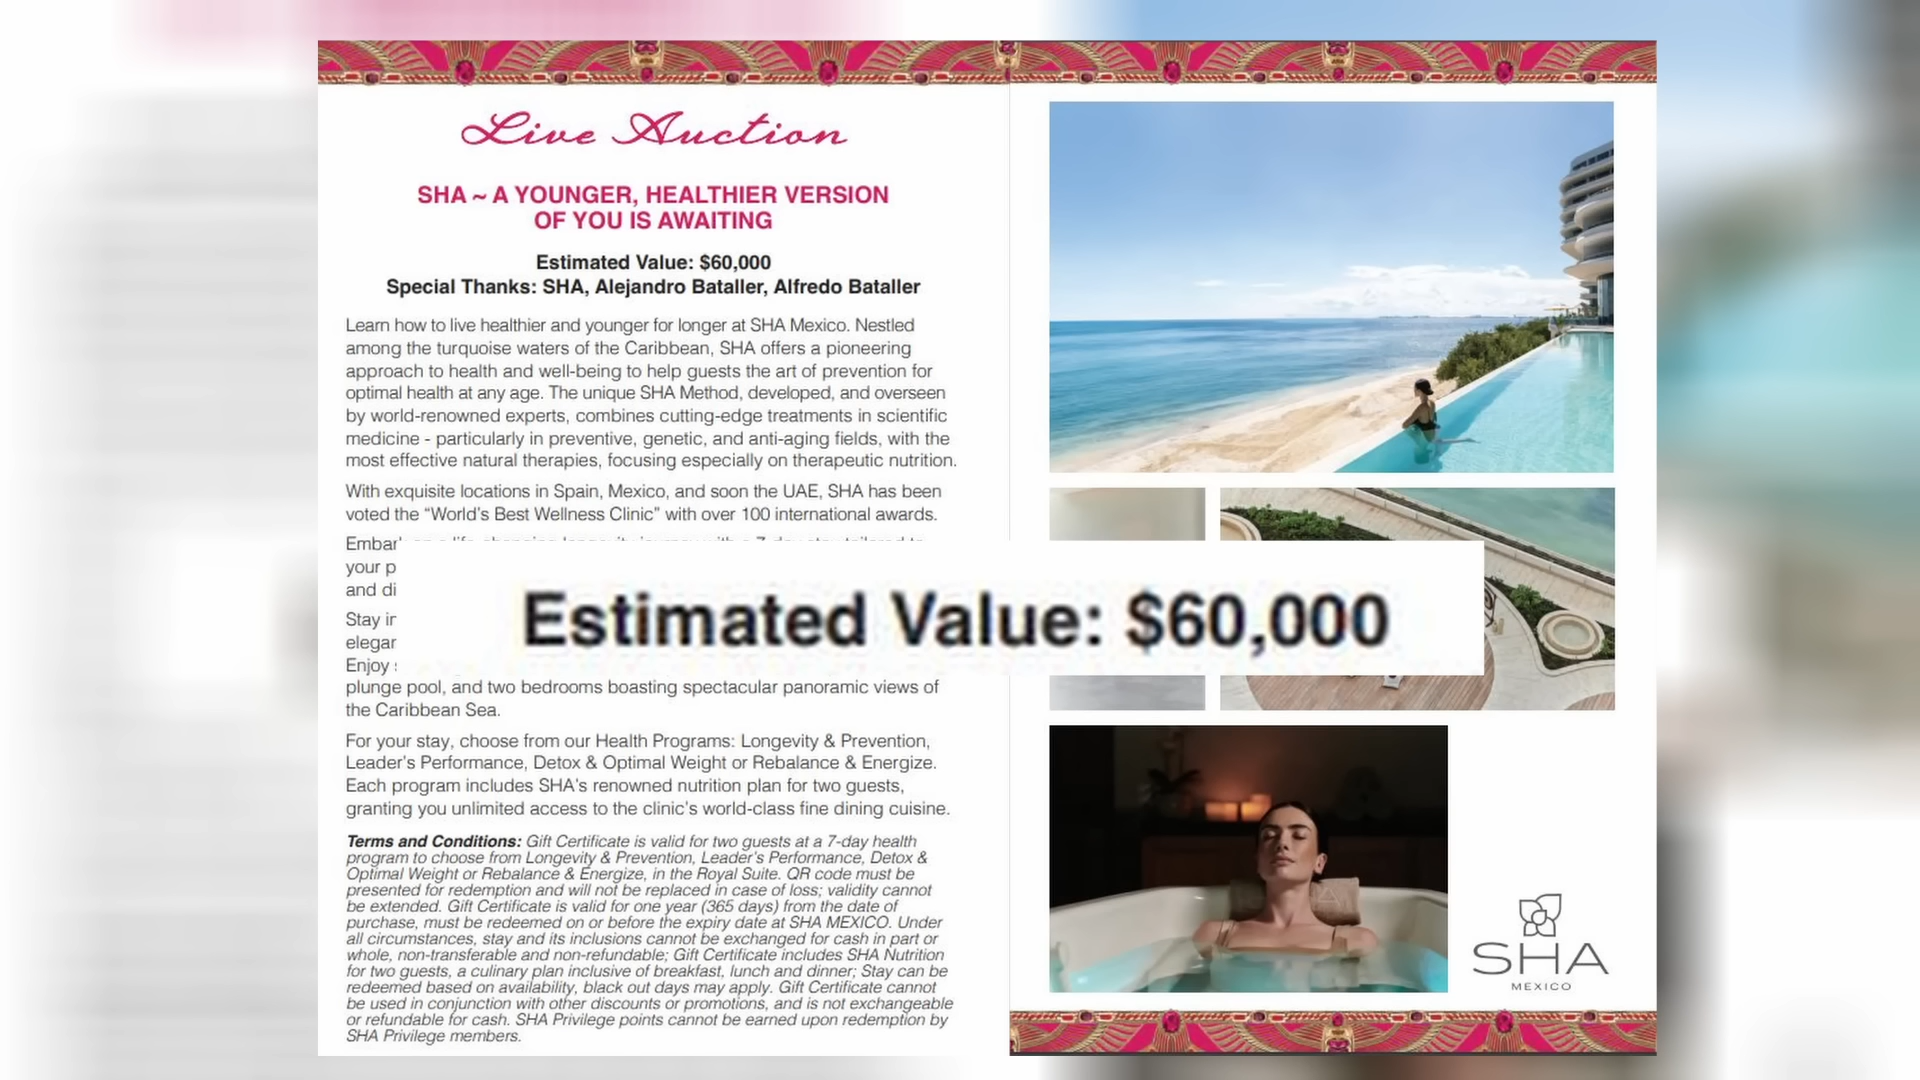 Live Auction
SHA ~ A YOUNGER, HEALTHIER VERSION
OF YOU IS AWAITING
Estimated Value: $60,000
Special Thanks: SHA, Alejandro Bataller, Alfredo Bataller
Learn how to live healthier and younger for longer at SHA Mexico. Nestled
among the turquoise waters of the Caribbean, SHA offers a pioneering
approach to health and well-being to help guests the art of prevention for
optimal health at any age. The unique SHA Method, developed, and overseen
by world-renowned experts, combines cutting-edge treatments in scientific
medicine - particularly in preventive, genetic, and anti-aging fields, with the
most effective natural therapies, focusing especially on therapeutic nutrition.
With exquisite locations in Spain, Mexico, and soon the UAE, SHA has been
voted the “World’s Best Wellness Clinic” with over 100 international awards.
your p
and di
Stay in
elegan
Enjoy
Estimated Value: $60,000
plunge pool, and two bedrooms boasting spectacular panoramic views of
the Caribbean Sea.
For your stay, choose from our Health Programs: Longevity & Prevention,
Leader’s Performance, Detox & Optimal Weight or Rebalance & Energize.
Each program includes SHA’s renowned nutrition plan for two guests,
granting you unlimited access to the clinic’s world-class fine dining cuisine.
Terms and Conditions: Gift Certificate is valid for two guests at a 7-day health
program to choose from Longevity & Prevention, Leader’s Performance, Detox &
Optimal Weight or Rebalance & Energize, in the Royal Suite. QR code must be
presented for redemption and will not be replaced in case of loss; validity cannot
be extended. Gift Certificate is valid for one year (365 days) from the date of
purchase, must be redeemed on or before the expiry date at SHA MEXICO. Under
all circumstances, stay and its inclusions cannot be exchanged for cash in part or
whole, non-transferable and non-refundable; Gift Certificate includes SHA Nutrition
for two guests, a culinary plan inclusive of breakfast, lunch and dinner; Stay can be
redeemed based on availability, black out days may apply. Gift Certificate cannot
be used in conjunction with other discounts or promotions, and is not exchangeable
or refundable for cash. SHA Privilege points cannot be earned upon redemption by
SHA Privilege members.
SHA
MEXICO